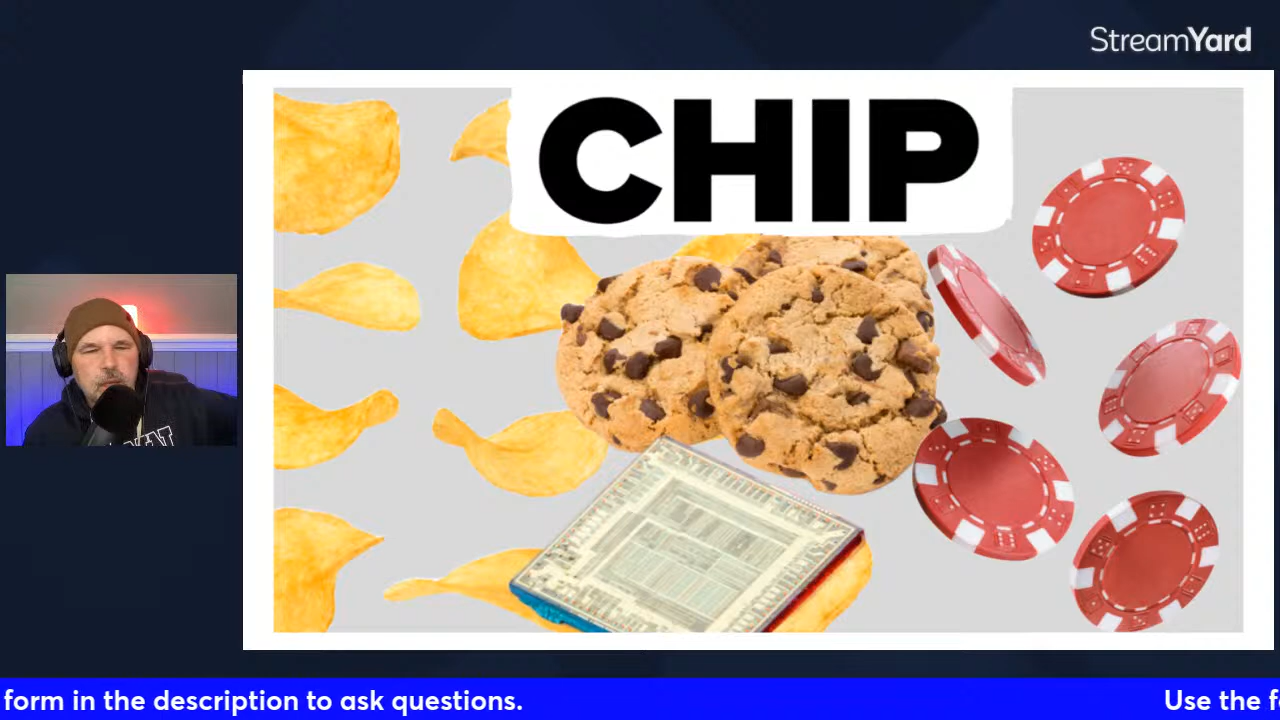 StreamYard
CHIP
form in the description to ask questions.
Use the f